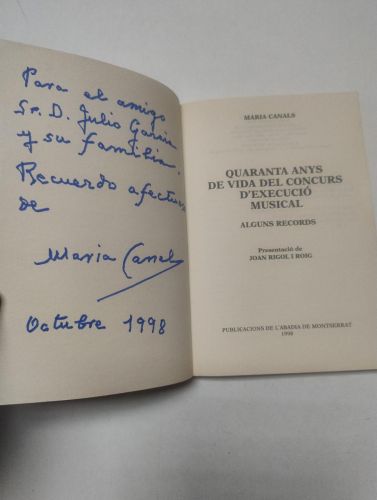 Para el amigo
Sr. D. Julio Garcia
y su familia.
Recuerdo afectuoso
de
Maria Canals
Octubre 1998
MARIA CANALS
QUARANTA ANYS
DE VIDA DEL CONCURS
D'EXECUCIÓ
MUSICAL
ALGUNS RECORDS
Presentació de
JOAN RIGOL I ROIG
PUBLICACIONS DE L'ABADIA DE MONTSERRAT
1998